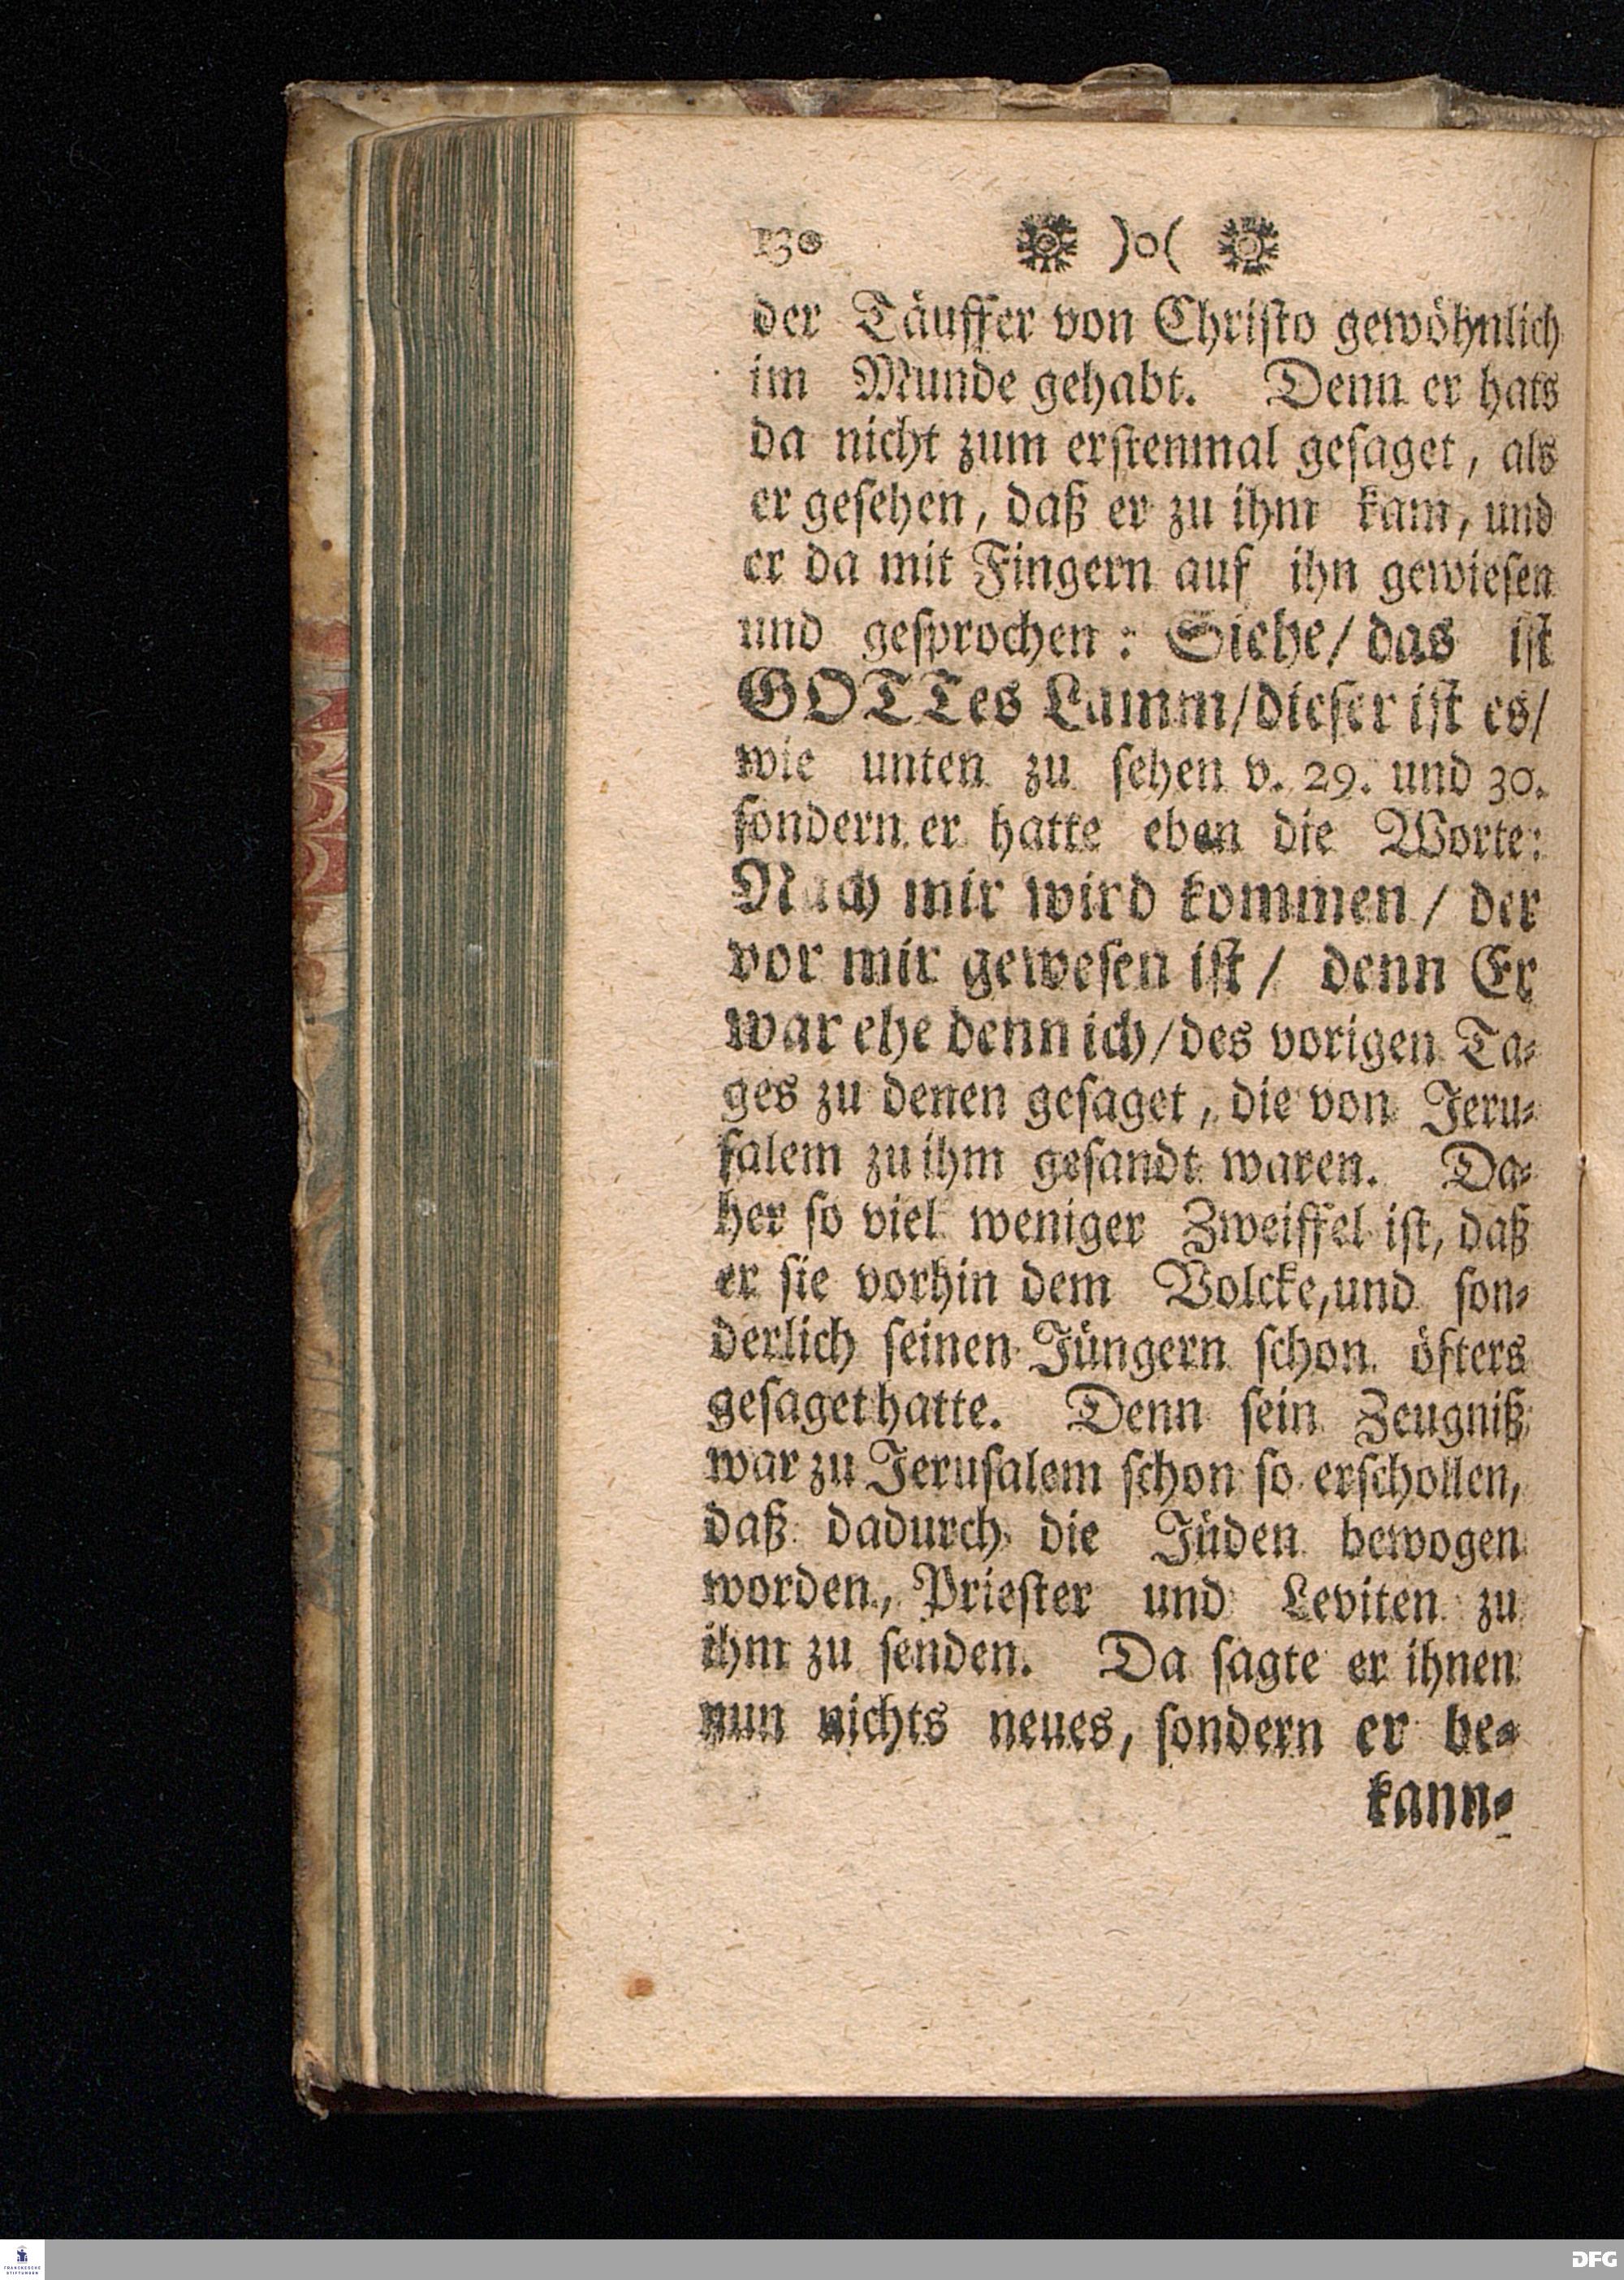 130 )o(
der Täuffer von Christo gewöhnlich
im Munde gehabt. Denn er hats
da nicht zum erstenmal gesaget, als
er gesehen, daß er zu ihm kam, und
er da mit Fingern auf ihn gewiesen
und gesprochen: Siehe/ das ist
GOTTes Lamm/dieser ist es/
wie unten zu sehen v. 29. und 30.
sondern er hatte eben die Worte:
Nach mir wird kommen/ der
vor mir gewesen ist/ denn Er
war ehe denn ich/des vorigen Ta-
ges zu denen gesaget, die von Jeru-
salem zu ihm gesandt waren. Da-
her so viel weniger Zweiffel ist, daß
er sie vorhin dem Volcke,und son-
derlich seinen Jüngern schon öfters
gesaget hatte. Denn sein Zeugniß
war zu Jerusalem schon so erschollen,
daß dadurch die Jüden bewogen
worden, Priester und Leviten zu
ihm zu senden. Da sagte er ihnen
nun nichts neues, sondern er be-
kann-
FRANCKESCHE
STIFTUNGEN
DFG